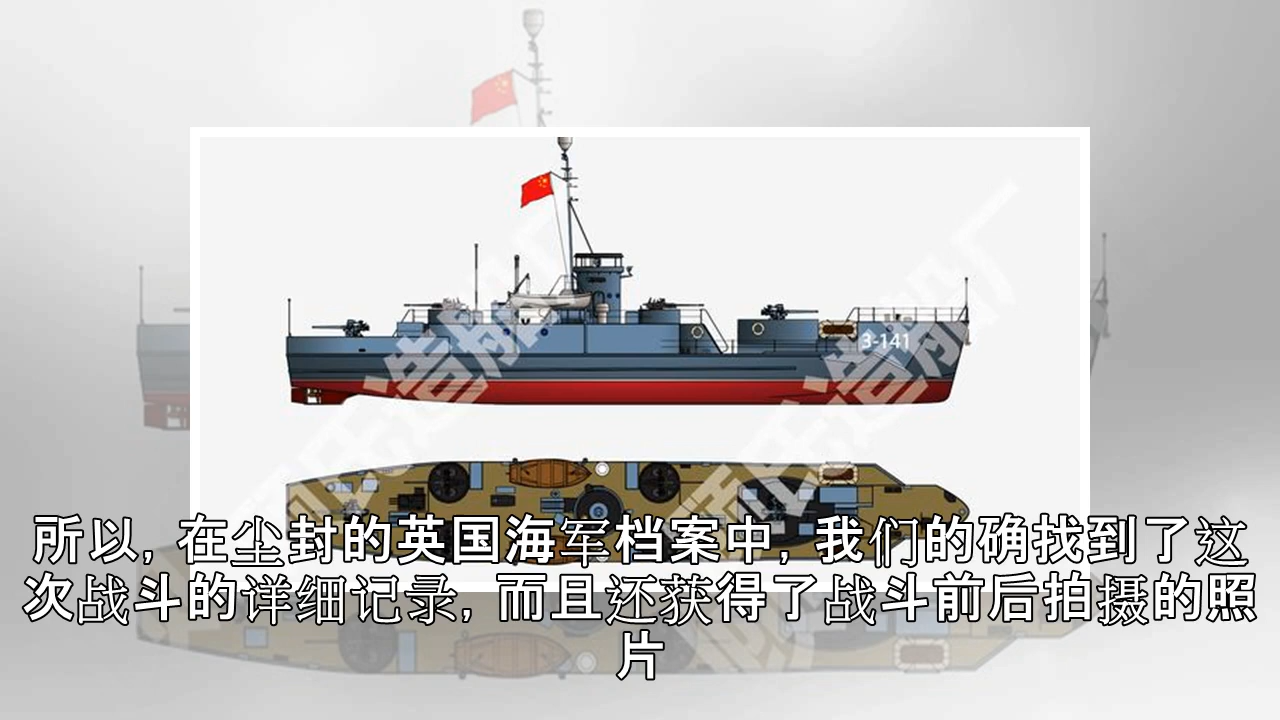 3-141
所以, 在尘封的英国海军档案中, 我们的确找到了这
次战斗的详细记录, 而且还获得了战斗前后拍摄的照
片